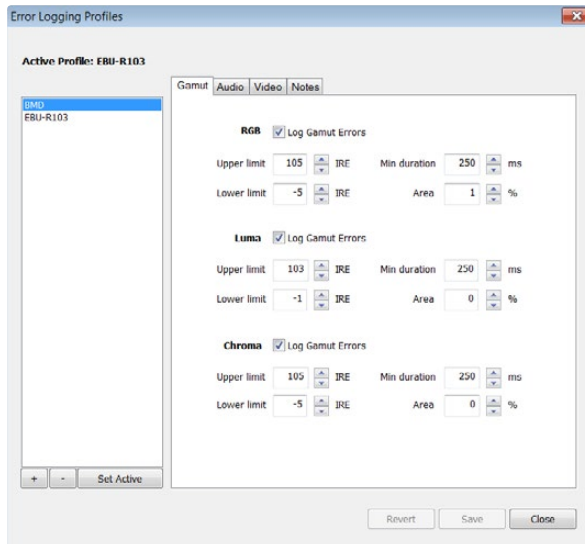 Error Logging Profiles
Active Profile: EBU-R103
BMD
EBU-R103
Gamut Audio Video Notes
RGB Log Gamut Errors
Upper limit 105 IRE Min duration 250 ms
Lower limit -5 IRE Area 1 %
Luma Log Gamut Errors
Upper limit 103 IRE Min duration 250 ms
Lower limit -1 IRE Area 0 %
Chroma Log Gamut Errors
Upper limit 105 IRE Min duration 250 ms
Lower limit -5 IRE Area 0 %
+ - Set Active
Revert Save Close